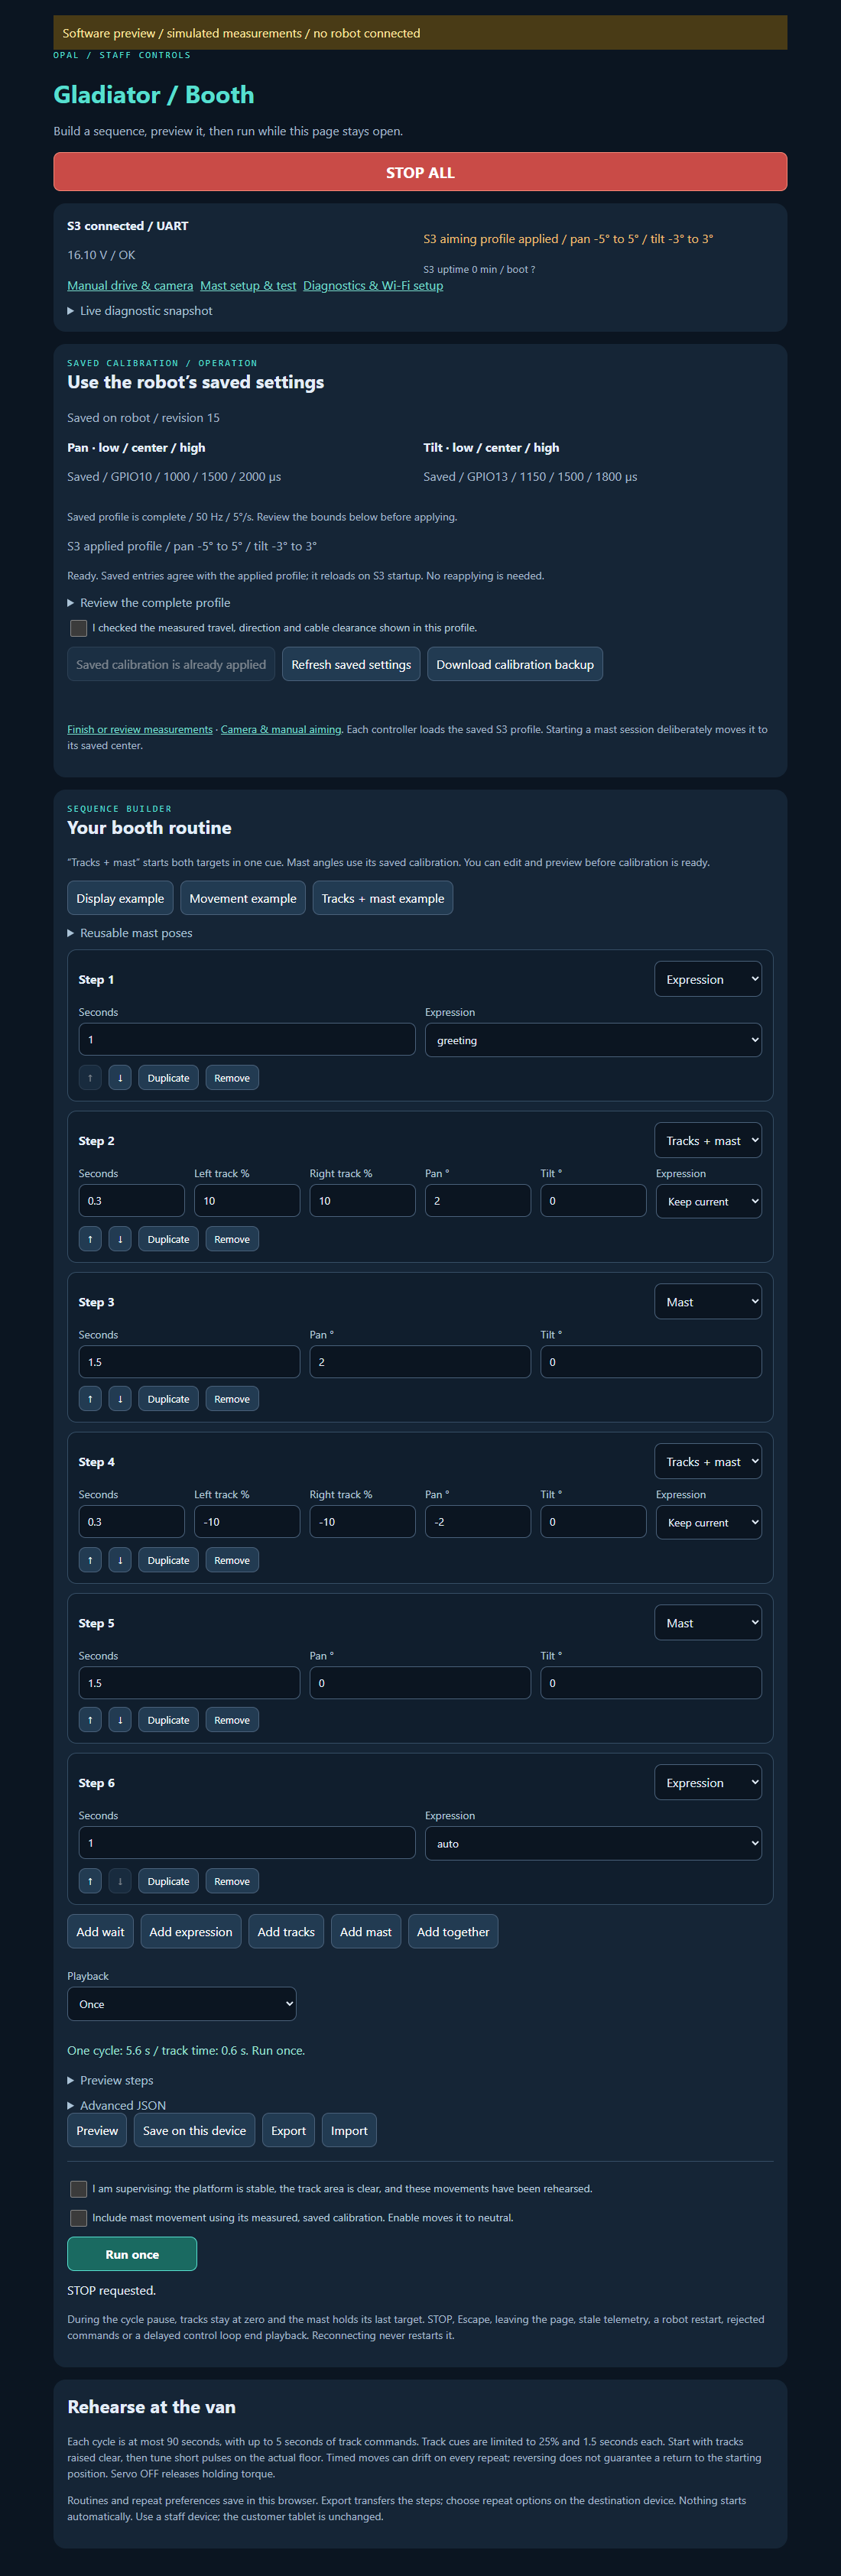 Software preview / simulated measurements / no robot connected
OPAL / STAFF CONTROLS
Gladiator / Booth
Build a sequence, preview it, then run while this page stays open.
STOP ALL
S3 connected / UART
16.10 V / OK
S3 aiming profile applied / pan -5° to 5° / tilt -3° to 3°
S3 uptime 0 min / boot ?
Manual drive & camera Mast setup & test Diagnostics & Wi-Fi setup
▶ Live diagnostic snapshot
SAVED CALIBRATION / OPERATION
Use the robot’s saved settings
Saved on robot / revision 15
Pan · low / center / high
Saved / GPIO10 / 1000 / 1500 / 2000 µs
Tilt · low / center / high
Saved / GPIO13 / 1150 / 1500 / 1800 µs
Saved profile is complete / 50 Hz / 5°/s. Review the bounds below before applying.
S3 applied profile / pan -5° to 5° / tilt -3° to 3°
Ready. Saved entries agree with the applied profile; it reloads on S3 startup. No reapplying is needed.
▶ Review the complete profile
I checked the measured travel, direction and cable clearance shown in this profile.
Saved calibration is already applied Refresh saved settings Download calibration backup
Finish or review measurements · Camera & manual aiming. Each controller loads the saved S3 profile. Starting a mast session deliberately moves it to
its saved center.
SEQUENCE BUILDER
Your booth routine
“Tracks + mast” starts both targets in one cue. Mast angles use its saved calibration. You can edit and preview before calibration is ready.
Display example Movement example Tracks + mast example
▶ Reusable mast poses
Step 1 Expression
Seconds Expression
1 greeting
↑ ↓ Duplicate Remove
Step 2 Tracks + mast
Seconds Left track % Right track % Pan ° Tilt ° Expression
0.3 10 10 2 0 Keep current
↑ ↓ Duplicate Remove
Step 3 Mast
Seconds Pan ° Tilt °
1.5 2 0
↑ ↓ Duplicate Remove
Step 4 Tracks + mast
Seconds Left track % Right track % Pan ° Tilt ° Expression
0.3 -10 -10 -2 0 Keep current
↑ ↓ Duplicate Remove
Step 5 Mast
Seconds Pan ° Tilt °
1.5 0 0
↑ ↓ Duplicate Remove
Step 6 Expression
Seconds Expression
1 auto
↑ ↓ Duplicate Remove
Add wait Add expression Add tracks Add mast Add together
Playback
Once
One cycle: 5.6 s / track time: 0.6 s. Run once.
▶ Preview steps
▶ Advanced JSON
Preview Save on this device Export Import
I am supervising; the platform is stable, the track area is clear, and these movements have been rehearsed.
Include mast movement using its measured, saved calibration. Enable moves it to neutral.
Run once
STOP requested.
During the cycle pause, tracks stay at zero and the mast holds its last target. STOP, Escape, leaving the page, stale telemetry, a robot restart, rejected
commands or a delayed control loop end playback. Reconnecting never restarts it.
Rehearse at the van
Each cycle is at most 90 seconds, with up to 5 seconds of track commands. Track cues are limited to 25% and 1.5 seconds each. Start with tracks
raised clear, then tune short pulses on the actual floor. Timed moves can drift on every repeat; reversing does not guarantee a return to the starting
position. Servo OFF releases holding torque.
Routines and repeat preferences save in this browser. Export transfers the steps; choose repeat options on the destination device. Nothing starts
automatically. Use a staff device; the customer tablet is unchanged.